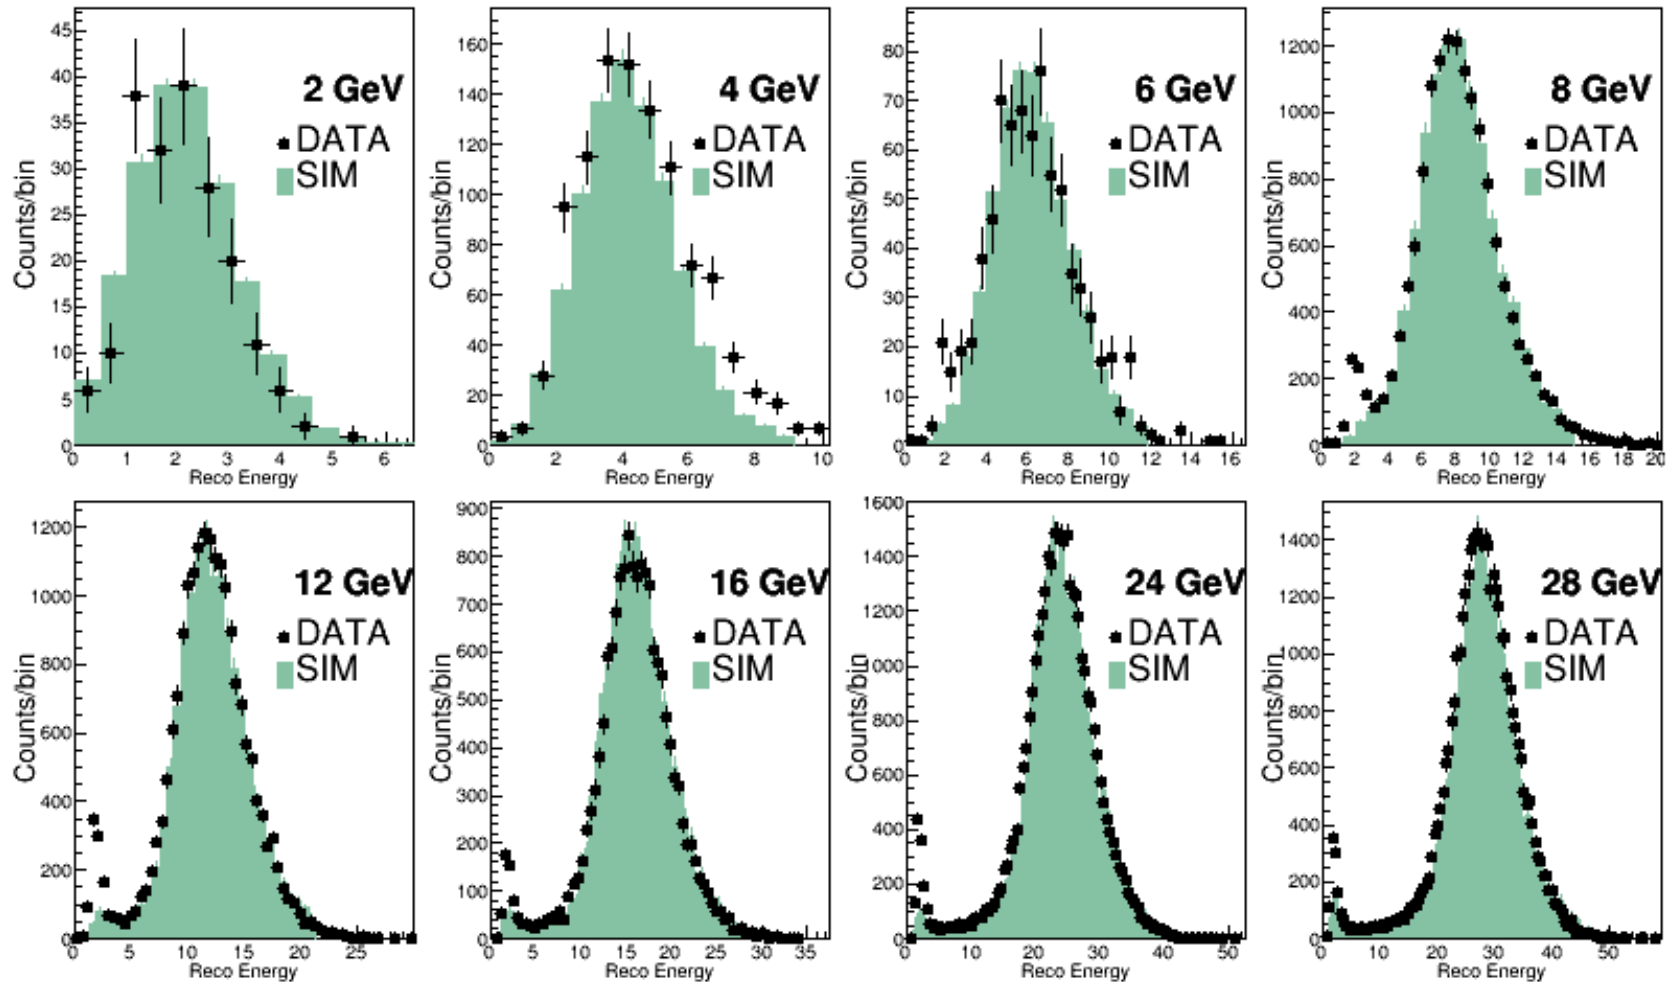 45
40
35
30
25
20
15
10
5
0
Counts/bin
2 GeV
DATA
SIM
0 1 2 3 4 5 6
Reco Energy
160
140
120
100
80
60
40
20
0
Counts/bin
4 GeV
DATA
SIM
0 2 4 6 8 10
Reco Energy
80
70
60
50
40
30
20
10
0
Counts/bin
6 GeV
DATA
SIM
0 2 4 6 8 10 12 14 16
Reco Energy
1200
1000
800
600
400
200
0
Counts/bin
8 GeV
DATA
SIM
0 2 4 6 8 10 12 14 16 18 20
Reco Energy
1200
1000
800
600
400
200
0
Counts/bin
12 GeV
DATA
SIM
0 5 10 15 20 25
Reco Energy
900
800
700
600
500
400
300
200
100
0
Counts/bin
16 GeV
DATA
SIM
0 5 10 15 20 25 30 35
Reco Energy
1600
1400
1200
1000
800
600
400
200
0
Counts/bin
24 GeV
DATA
SIM
0 10 20 30 40 50
Reco Energy
1400
1200
1000
800
600
400
200
0
Counts/bin
28 GeV
DATA
SIM
0 10 20 30 40 50
Reco Energy